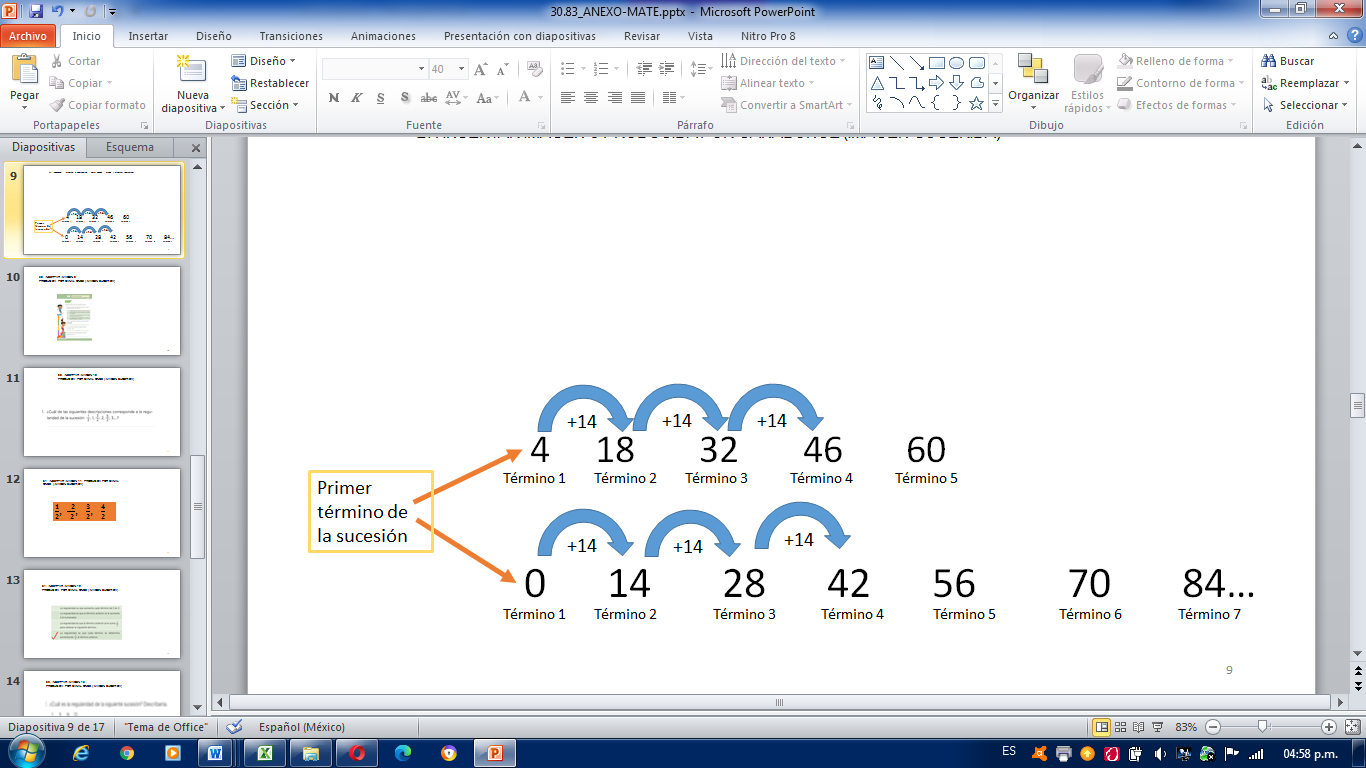 30.83_ANEXO-MATE.pptx - Microsoft PowerPoint
Archivo Inicio Insertar Diseño Transiciones Animaciones Presentación con diapositivas Revisar Vista Nitro Pro 8
Pegar
Cortar
Copiar
Copiar formato
Portapapeles
Nueva diapositiva
Diseño
Restablecer
Sección
Diapositivas
40
N K S S abc AV Aa A
Fuente
Dirección del texto
Alinear texto
Convertir a SmartArt
Párrafo
Organizar
Estilos rápidos
Relleno de forma
Contorno de forma
Efectos de formas
Dibujo
Buscar
Reemplazar
Seleccionar
Edición
Diapositivas Esquema
9
10
11
12
13
14
+14 +14 +14
4 18 32 46 60
Término 1 Término 2 Término 3 Término 4 Término 5
Primer
término de
la sucesión
+14 +14 +14
0 14 28 42 56 70 84...
Término 1 Término 2 Término 3 Término 4 Término 5 Término 6 Término 7
9
Diapositiva 9 de 17 "Tema de Office" Español (México) 83%
ES 04:58 p.m.